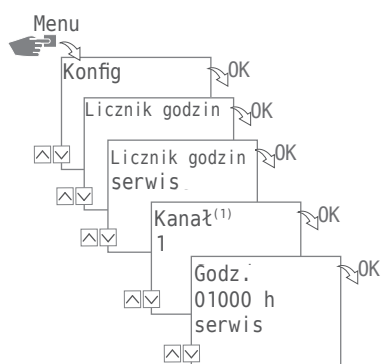 Menu
Konfig
OK
Licznik godzin
OK
Licznik godzin
OK
serwis
Kanał(1)
OK
1
Godz.
OK
01000 h
serwis